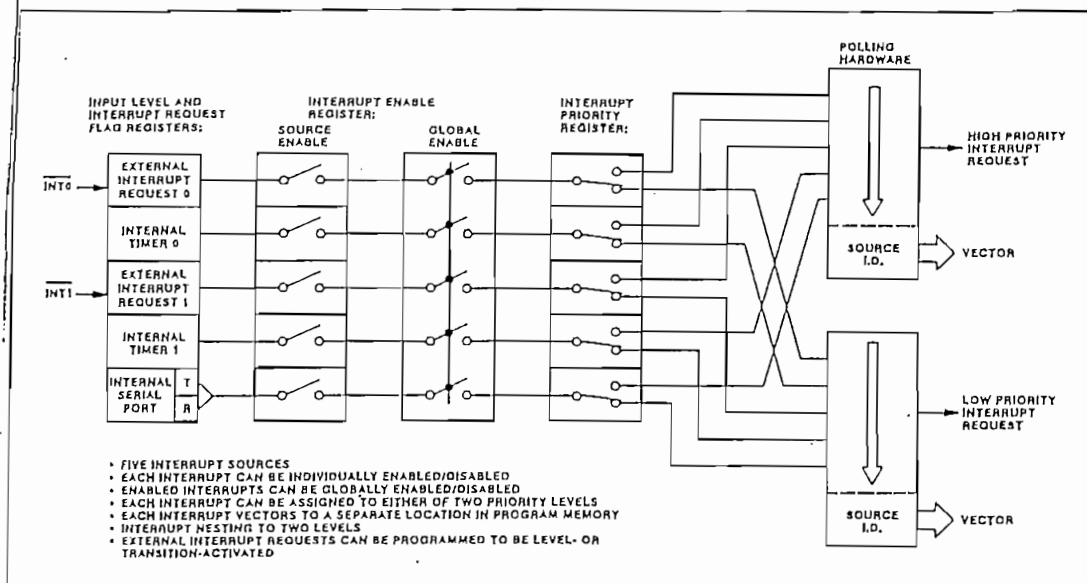 POLLING
HARDWARE
INPUT LEVEL AND
INTERRUPT REQUEST
FLAG REGISTERS:
INTERRUPT ENABLE
REGISTER:
SOURCE
ENABLE
GLOBAL
ENABLE
INTERRUPT
PRIORITY
REGISTER:
INT0
EXTERNAL
INTERRUPT
REQUEST 0
INTERNAL
TIMER 0
INT1
EXTERNAL
INTERRUPT
REQUEST 1
INTERNAL
TIMER 1
INTERNAL
SERIAL
PORT
T
R
HIGH PRIORITY
INTERRUPT
REQUEST
SOURCE
I.D.
VECTOR
LOW PRIORITY
INTERRUPT
REQUEST
SOURCE
I.D.
VECTOR
• FIVE INTERRUPT SOURCES
• EACH INTERRUPT CAN BE INDIVIDUALLY ENABLED/DISABLED
• ENABLED INTERRUPTS CAN BE GLOBALLY ENABLED/DISABLED
• EACH INTERRUPT CAN BE ASSIGNED TO EITHER OF TWO PRIORITY LEVELS
• EACH INTERRUPT VECTORS TO A SEPARATE LOCATION IN PROGRAM MEMORY
• INTERRUPT NESTING TO TWO LEVELS
• EXTERNAL INTERRUPT REQUESTS CAN BE PROGRAMMED TO BE LEVEL- OR
TRANSITION-ACTIVATED